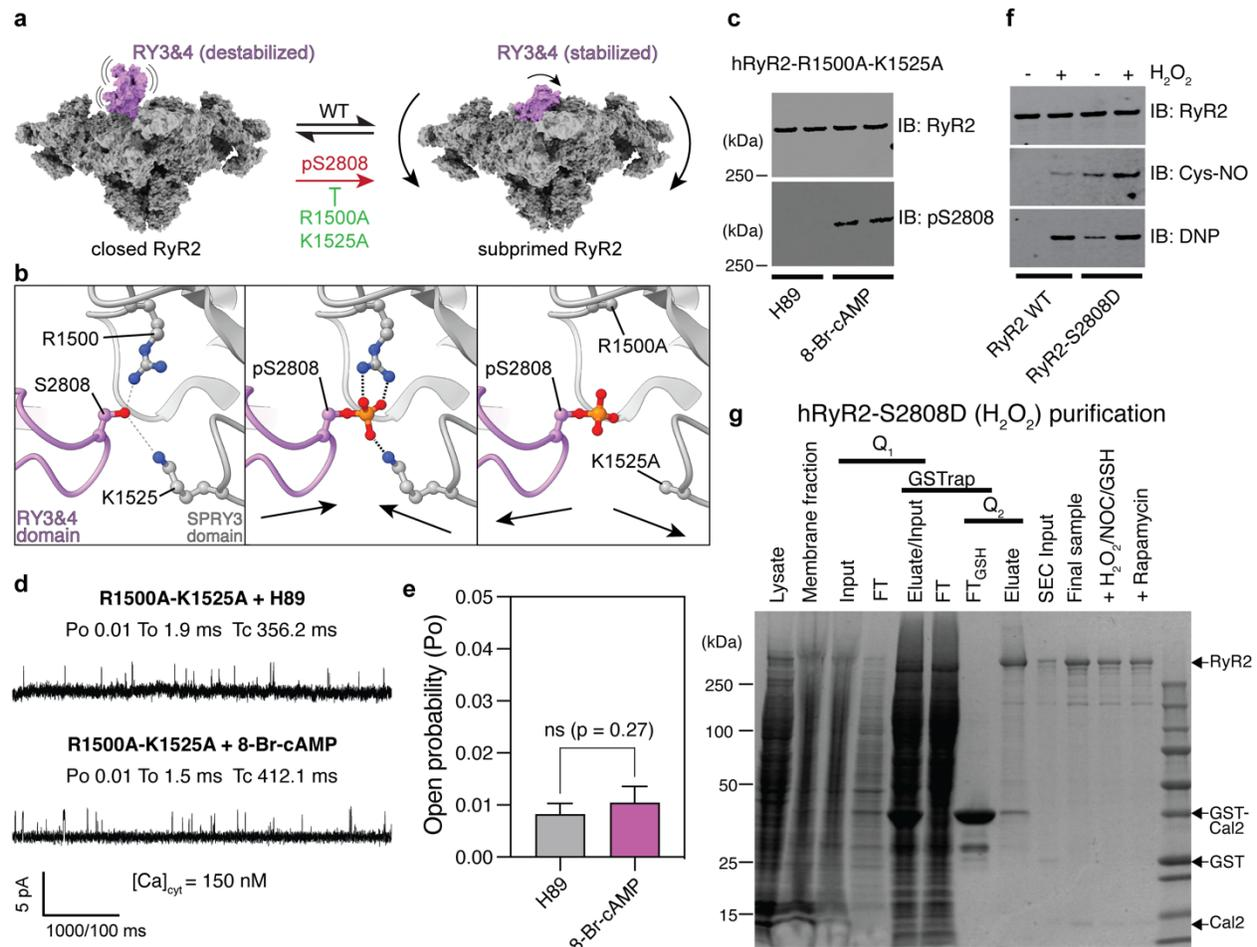 a
RY3&4 (destabilized)
RY3&4 (stabilized)
WT
pS2808
R1500A
K1525A
closed RyR2
subprimed RyR2
b
R1500
S2808
K1525
RY3&4
domain
SPRY3
domain
pS2808
R1500A
pS2808
K1525A
c
hRyR2-R1500A-K1525A
(kDa)
250
IB: RyR2
(kDa)
250
IB: pS2808
H89
8-Br-cAMP
d
R1500A-K1525A + H89
Po 0.01 To 1.9 ms Tc 356.2 ms
R1500A-K1525A + 8-Br-cAMP
Po 0.01 To 1.5 ms Tc 412.1 ms
5 pA
1000/100 ms
[Ca]cyt = 150 nM
e
Open probability (Po)
0.05
0.04
0.03
0.02
0.01
0.00
ns (p = 0.27)
H89
8-Br-cAMP
f
- + - + H2O2
IB: RyR2
IB: Cys-NO
IB: DNP
RyR2 WT
RyR2-S2808D
g
hRyR2-S2808D (H2O2) purification
Q1
GSTrap
Q2
Lysate
Membrane fraction
Input
FT
Eluate/Input
FT
FTGSH
Eluate
SEC Input
Final sample
+ H2O2/NOC/GSH
+ Rapamycin
(kDa)
250
100
50
25
15
RyR2
GST-
Cal2
GST
Cal2